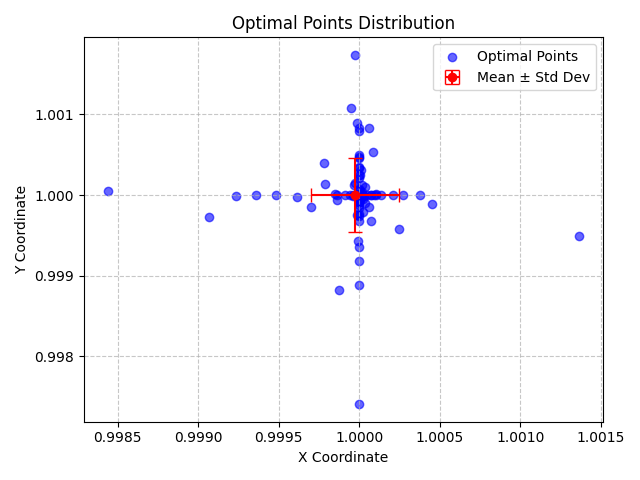 Optimal Points Distribution
Optimal Points
Mean ± Std Dev
Y Coordinate
1.001
1.000
0.999
0.998
0.9985 0.9990 0.9995 1.0000 1.0005 1.0010 1.0015
X Coordinate